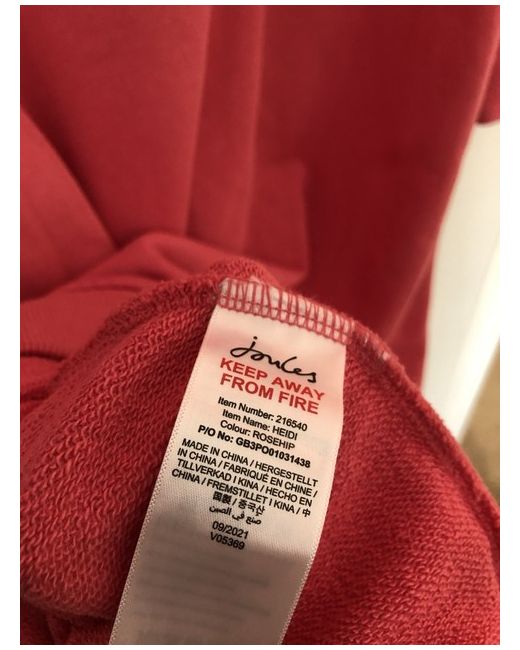 joules
KEEP AWAY
FROM FIRE
Item Number: 216540
Item Name: HEIDI
Colour: ROSEHIP
P/O No: GB3PO01031438
MADE IN CHINA / HERGESTELLT
IN CHINA / FABRIQUÉ EN CHINE /
TILLVERKAD I KINA / HECHO EN
CHINA / FREMSTILLET I KINA / 中
国製 / 중국산
صنع في الصين
09/2021
V05369